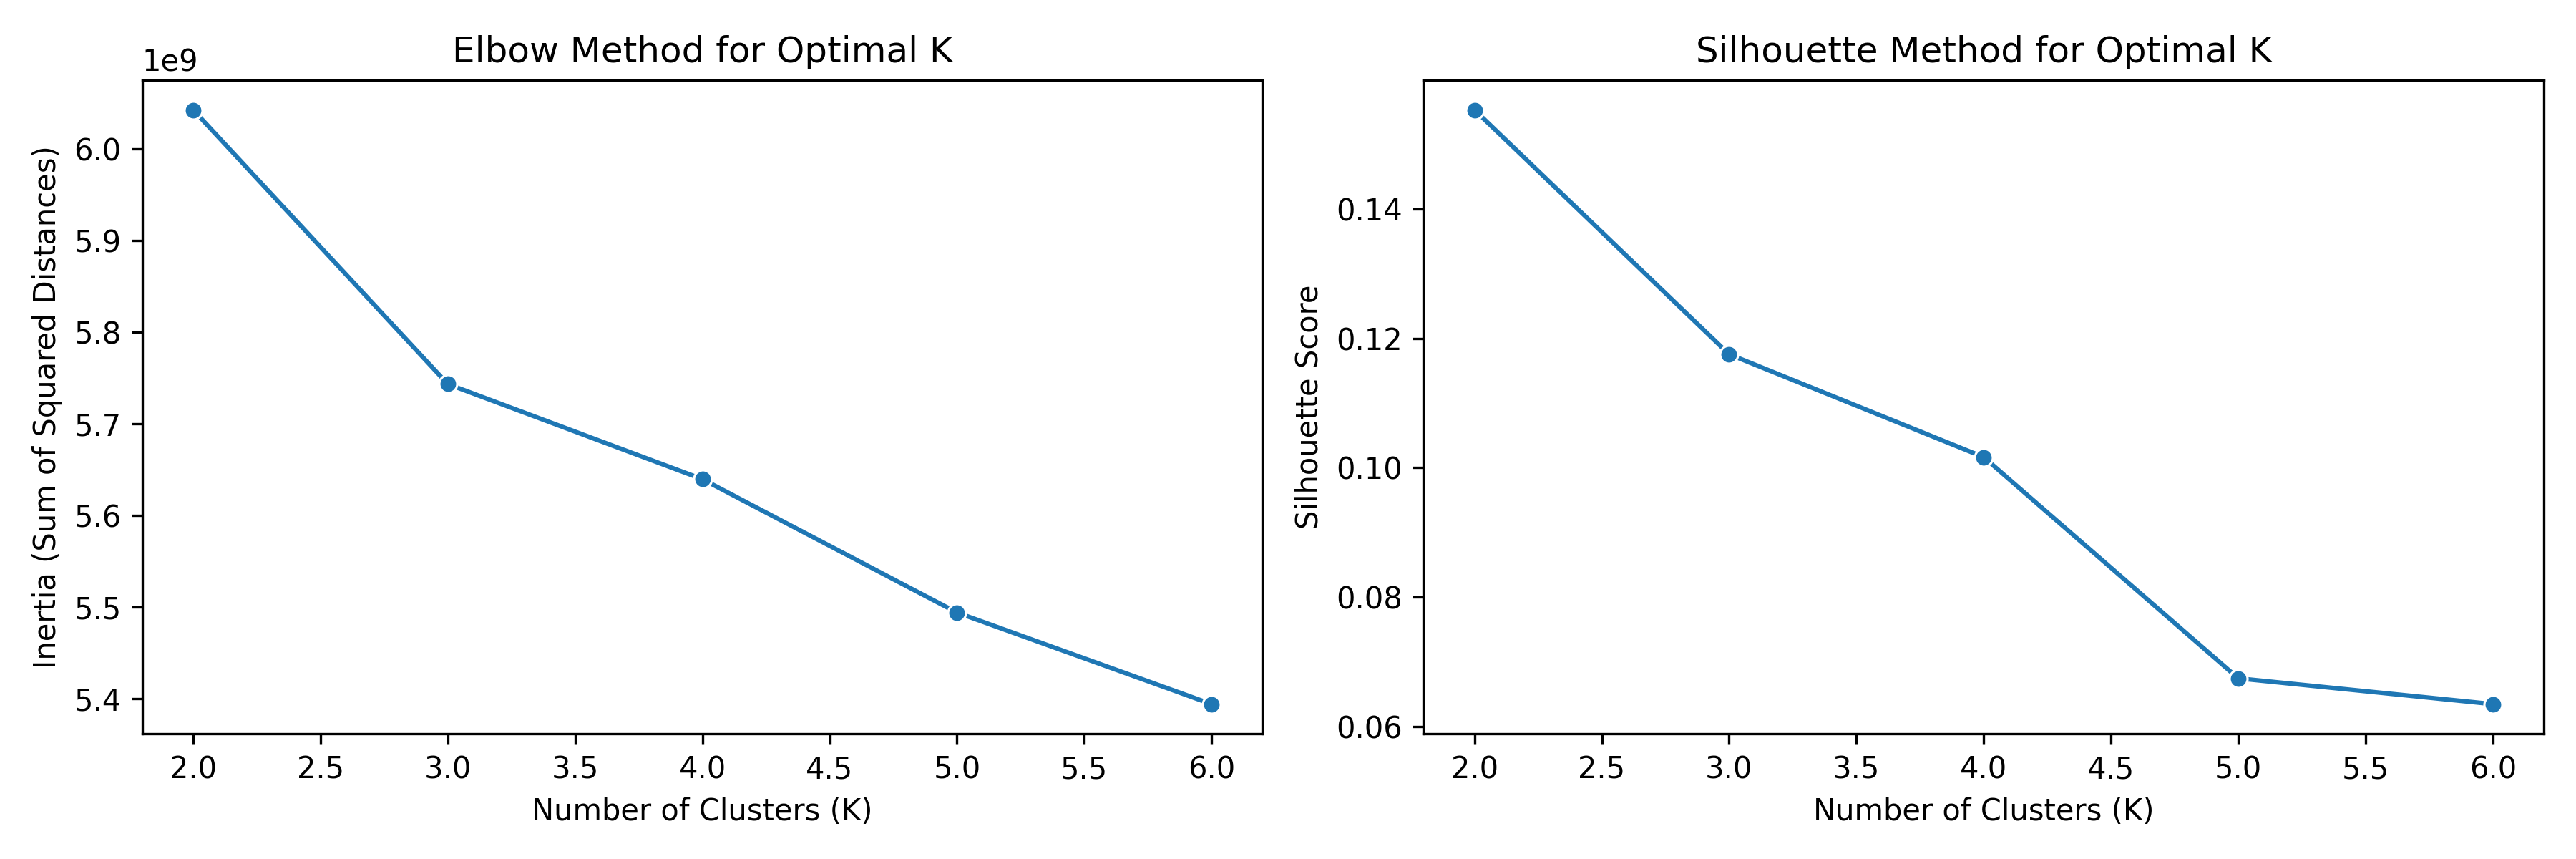 Elbow Method for Optimal K
1e9
6.0
5.9
5.8
5.7
5.6
5.5
5.4
Inertia (Sum of Squared Distances)
2.0 2.5 3.0 3.5 4.0 4.5 5.0 5.5 6.0
Number of Clusters (K)
Silhouette Method for Optimal K
0.14
0.12
0.10
0.08
0.06
Silhouette Score
2.0 2.5 3.0 3.5 4.0 4.5 5.0 5.5 6.0
Number of Clusters (K)